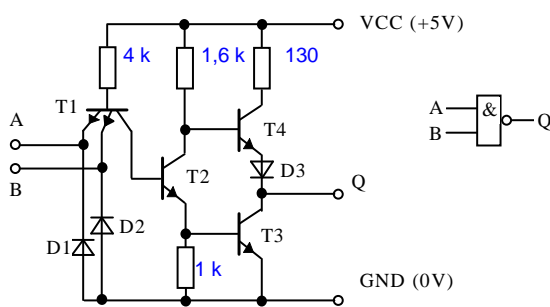 VCC (+5V)
4 k
1,6 k
130
T1
A
B
T4
T2
D3
Q
D2
D1
T3
1 k
GND (0V)
A
B
&
Q